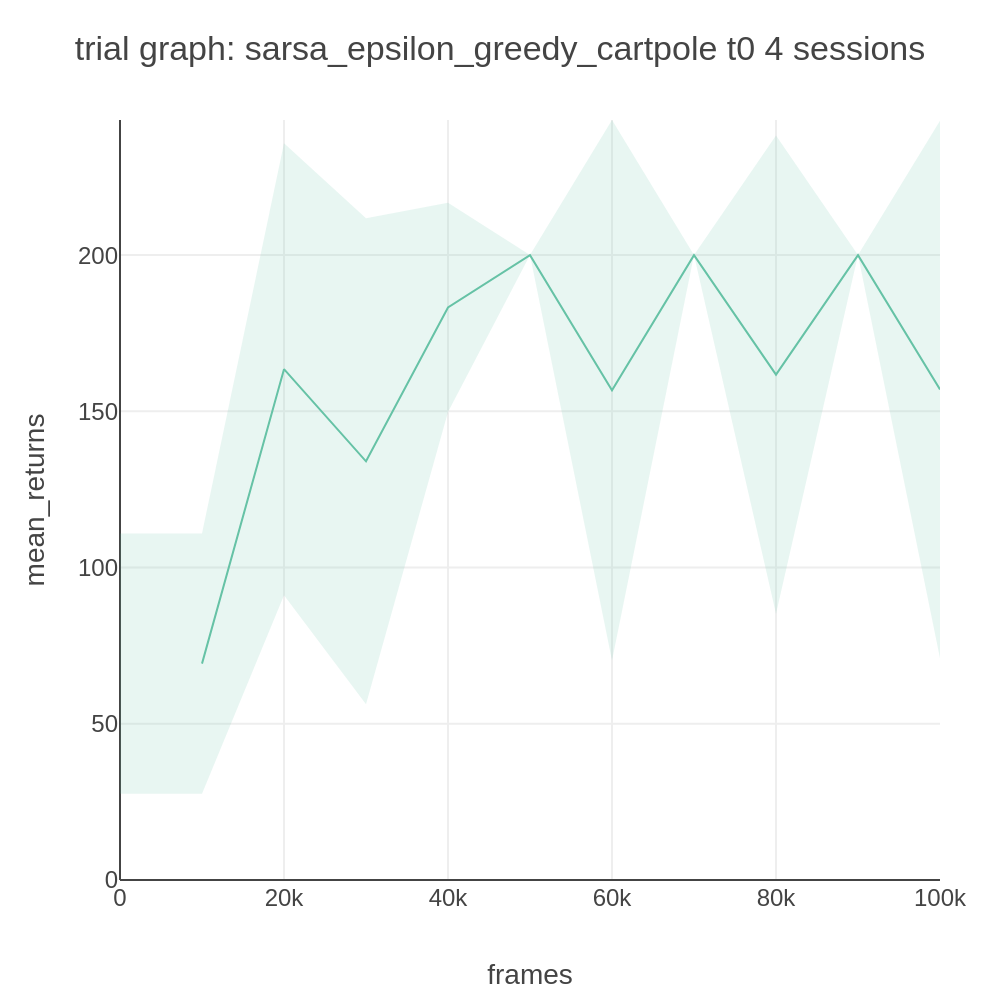 trial graph: sarsa_epsilon_greedy_cartpole t0 4 sessions
mean_returns
200
150
100
50
0
0 20k 40k 60k 80k 100k
frames